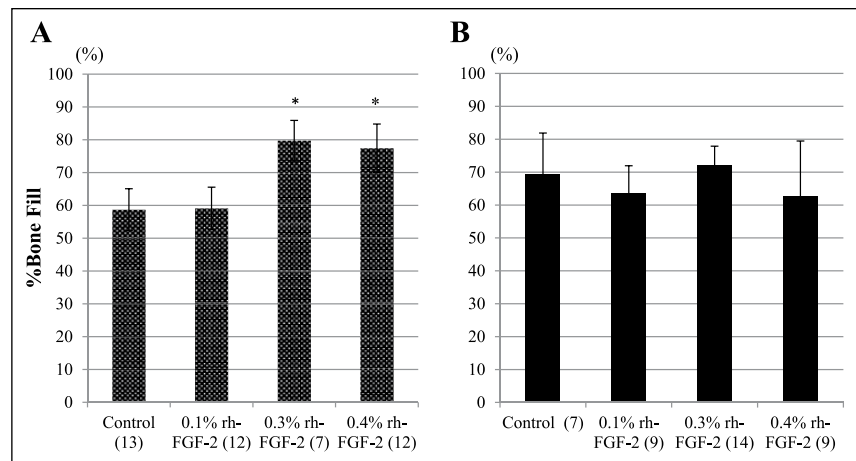 A
(%)
%Bone Fill
100
90
80
70
60
50
40
30
20
10
0
*
*
Control
(13)
0.1% rh-
FGF-2 (12)
0.3% rh-
FGF-2 (7)
0.4% rh-
FGF-2 (12)
B
(%)
100
90
80
70
60
50
40
30
20
10
0
Control (7)
0.1% rh-
FGF-2 (9)
0.3% rh-
FGF-2 (14)
0.4% rh-
FGF-2 (9)